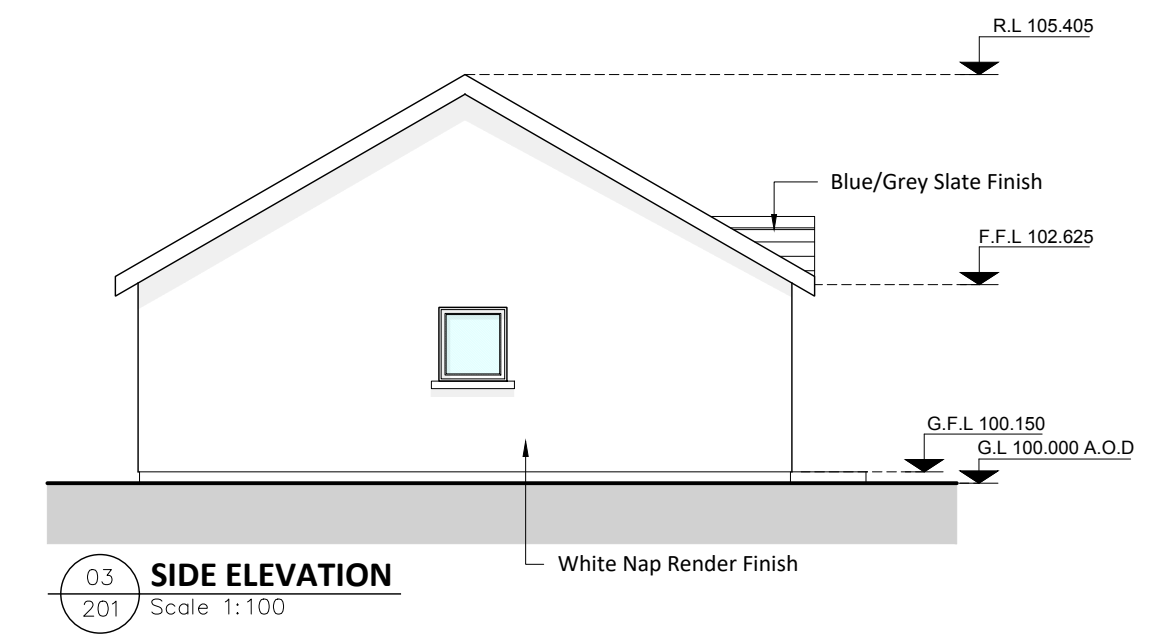 R.L 105.405
Blue/Grey Slate Finish
F.F.L 102.625
G.F.L 100.150
G.L 100.000 A.O.D
White Nap Render Finish
03
201
SIDE ELEVATION
Scale 1:100